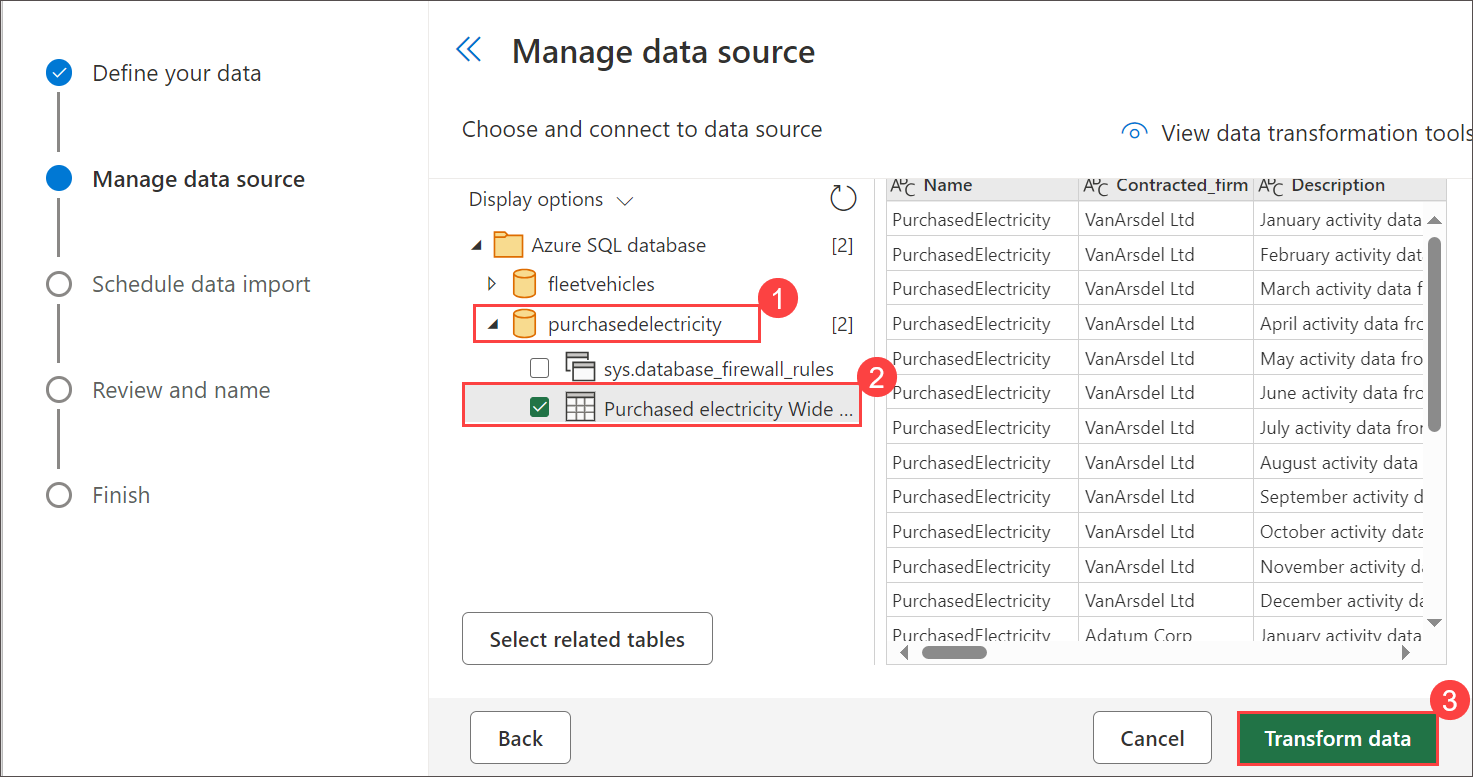 Define your data
Manage data source
Schedule data import
Review and name
Finish
Manage data source
Choose and connect to data source
View data transformation tools
Display options
Azure SQL database [2]
fleetvehicles
purchasedelectricity [2]
1
sys.database_firewall_rules
Purchased electricity Wide ...
2
Select related tables
ABC Name ABC Contracted_firm ABC Description
PurchasedElectricity VanArsdel Ltd January activity data
PurchasedElectricity VanArsdel Ltd February activity dat
PurchasedElectricity VanArsdel Ltd March activity data f
PurchasedElectricity VanArsdel Ltd April activity data fro
PurchasedElectricity VanArsdel Ltd May activity data fro
PurchasedElectricity VanArsdel Ltd June activity data fro
PurchasedElectricity VanArsdel Ltd July activity data fror
PurchasedElectricity VanArsdel Ltd August activity data
PurchasedElectricity VanArsdel Ltd September activity d
PurchasedElectricity VanArsdel Ltd October activity data
PurchasedElectricity VanArsdel Ltd November activity d
PurchasedElectricity VanArsdel Ltd December activity da
PurchasedElectricity Adatum Corp January activity data
Back
Cancel
Transform data
3